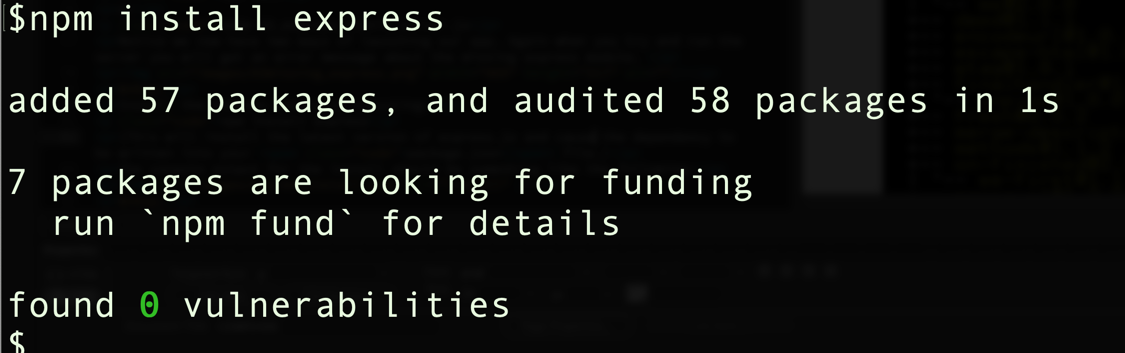 $npm install express
added 57 packages, and audited 58 packages in 1s
7 packages are looking for funding
run `npm fund` for details
found 0 vulnerabilities
$